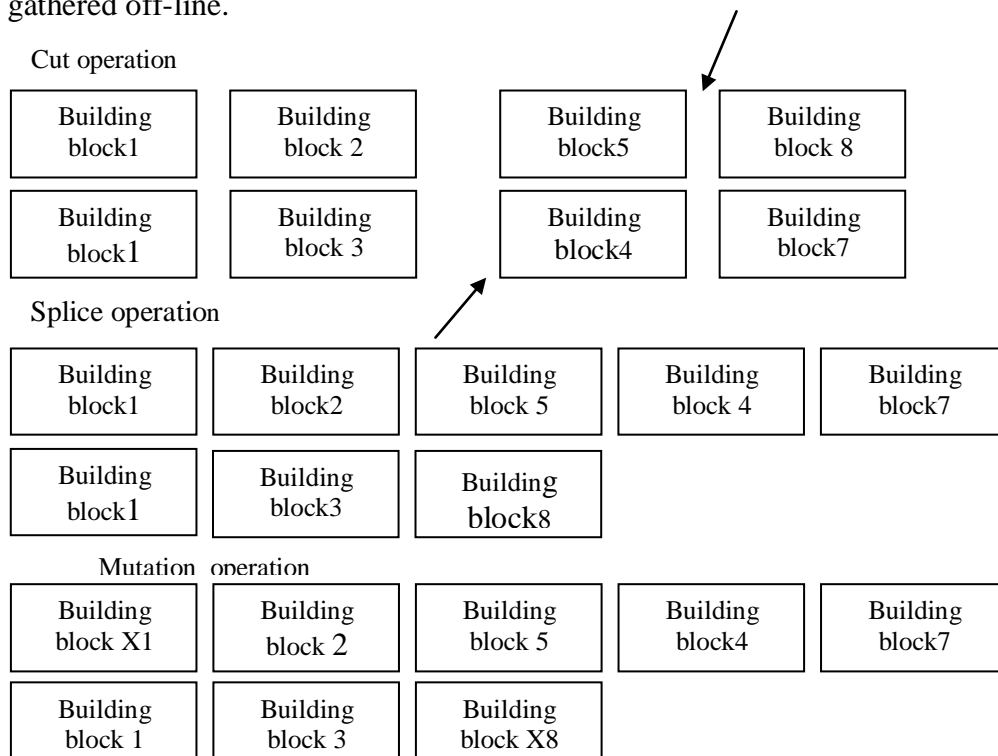 gathered off-line.
Cut operation
Building
block1
Building
block 2
Building
block5
Building
block 8
Building
block1
Building
block 3
Building
block4
Building
block7
Splice operation
Building
block1
Building
block2
Building
block 5
Building
block 4
Building
block7
Building
block1
Building
block3
Building
block8
Mutation operation
Building
block X1
Building
block 2
Building
block 5
Building
block4
Building
block7
Building
block 1
Building
block 3
Building
block X8